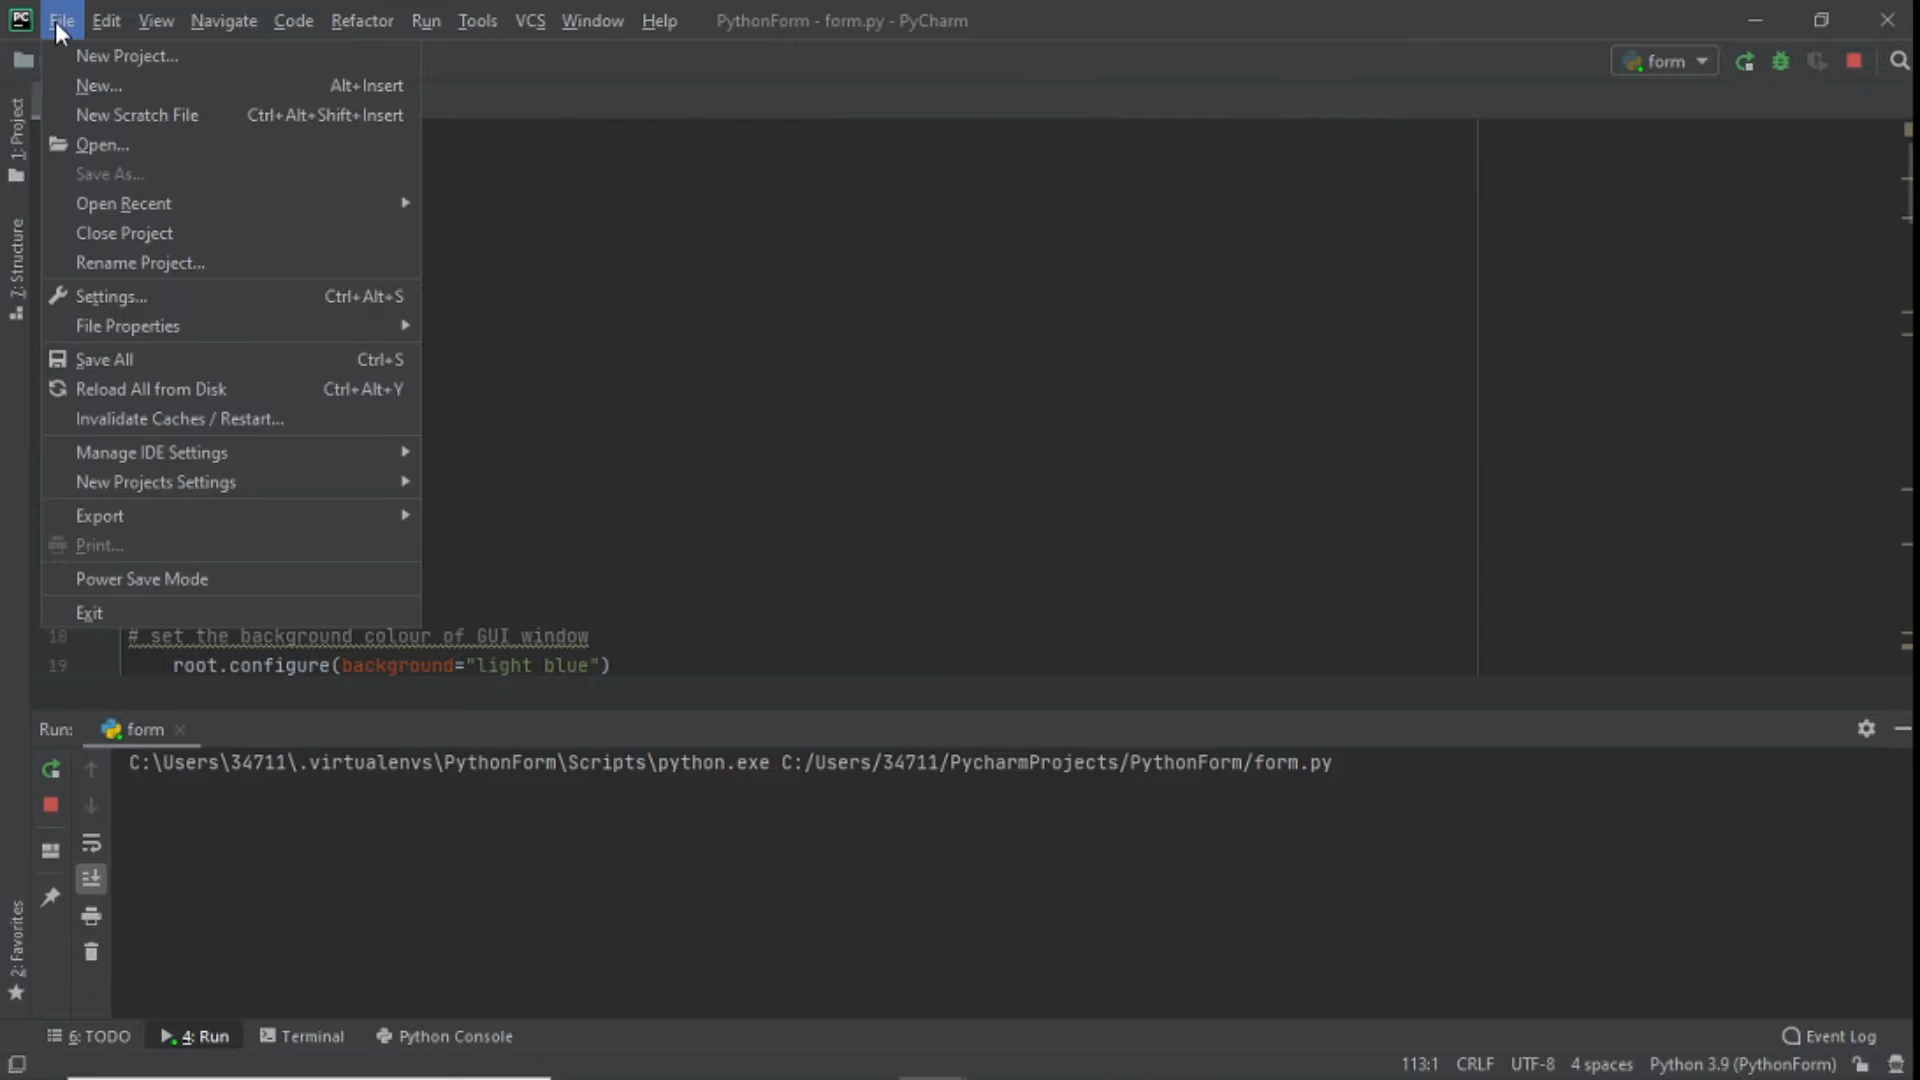 PC File Edit View Navigate Code Refactor Run Tools VCS Window Help PythonForm - form.py - PyCharm
form
New Project...
New... Alt+Insert
New Scratch File Ctrl+Alt+Shift+Insert
Open...
Save As...
Open Recent
Close Project
Rename Project...
Settings... Ctrl+Alt+S
File Properties
Save All Ctrl+S
Reload All from Disk Ctrl+Alt+Y
Invalidate Caches / Restart...
Manage IDE Settings
New Projects Settings
Export
Print...
Power Save Mode
Exit
1: Project
7: Structure
2: Favorites
18 # set the background colour of GUI window
19 root.configure(background="light blue")
Run: form
C:\Users\34711\.virtualenvs\PythonForm\Scripts\python.exe C:/Users/34711/PycharmProjects/PythonForm/form.py
6: TODO 4: Run Terminal Python Console Event Log
113:1 CRLF UTF-8 4 spaces Python 3.9 (PythonForm)